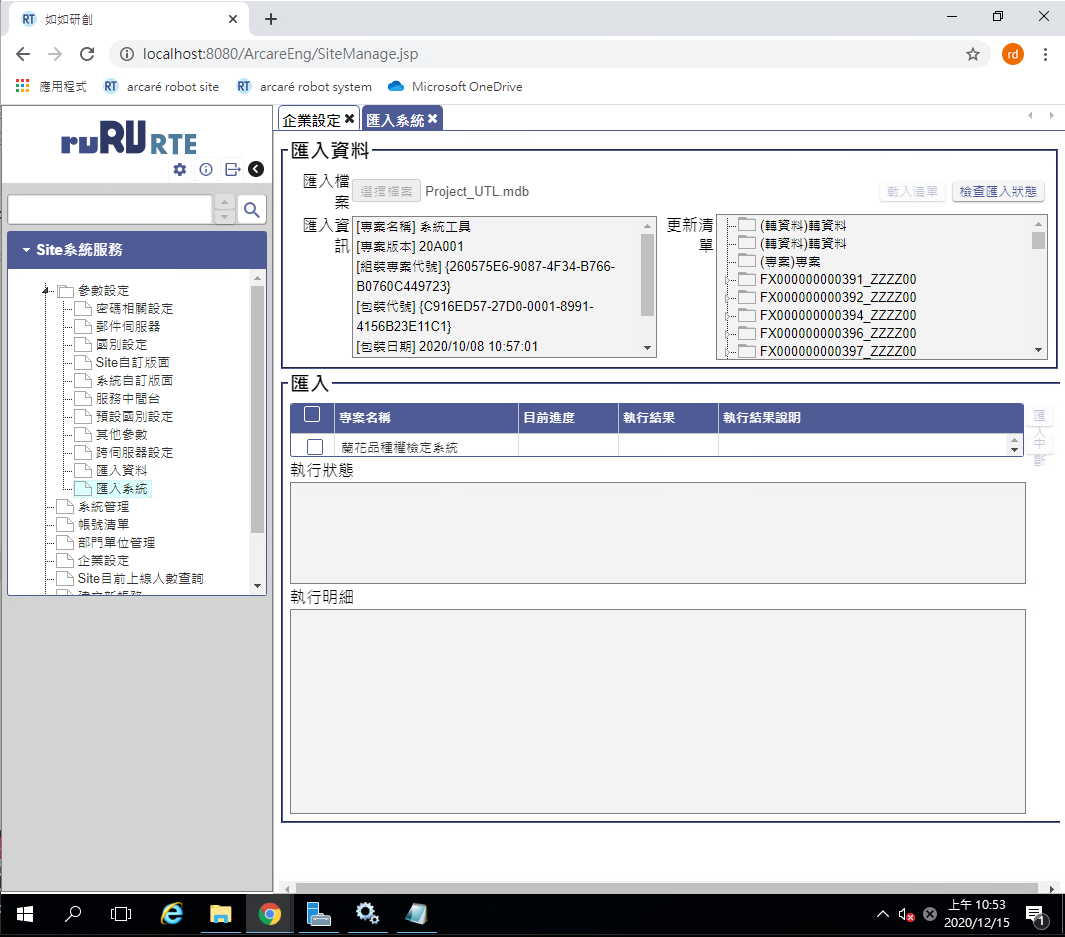 RT 如如研創
localhost:8080/ArcareEng/SiteManage.jsp
rd
應用程式
RT arcaré robot site
RT arcaré robot system
Microsoft OneDrive
ruRU RTE
Site系統服務
參數設定
密碼相關設定
郵件伺服器
國別設定
Site自訂版面
系統自訂版面
服務中間台
預設國別設定
其他參數
跨伺服器設定
匯入資料
匯入系統
系統管理
帳號清單
部門單位管理
企業設定
Site目前上線人數查詢
企業設定
匯入系統
匯入資料
匯入檔
案
選擇檔案 Project_UTL.mdb
載入清單
檢查匯入狀態
匯入資
訊
[專案名稱] 系統工具
[專案版本] 20A001
[組裝專案代號] {260575E6-9087-4F34-B766-
B0760C449723}
[包裝代號] {C916ED57-27D0-0001-8991-
4156B23E11C1}
[包裝日期] 2020/10/08 10:57:01
更新清
單
(轉資料)轉資料
(轉資料)轉資料
(專案)專案
FX000000000391_ZZZZ00
FX000000000392_ZZZZ00
FX000000000394_ZZZZ00
FX000000000396_ZZZZ00
FX000000000397_ZZZZ00
匯入
專案名稱 目前進度 執行結果 執行結果說明
蘭花品種權檢定系統
匯
入
中
斷
執行狀態
執行明細
上午 10:53
2020/12/15
1